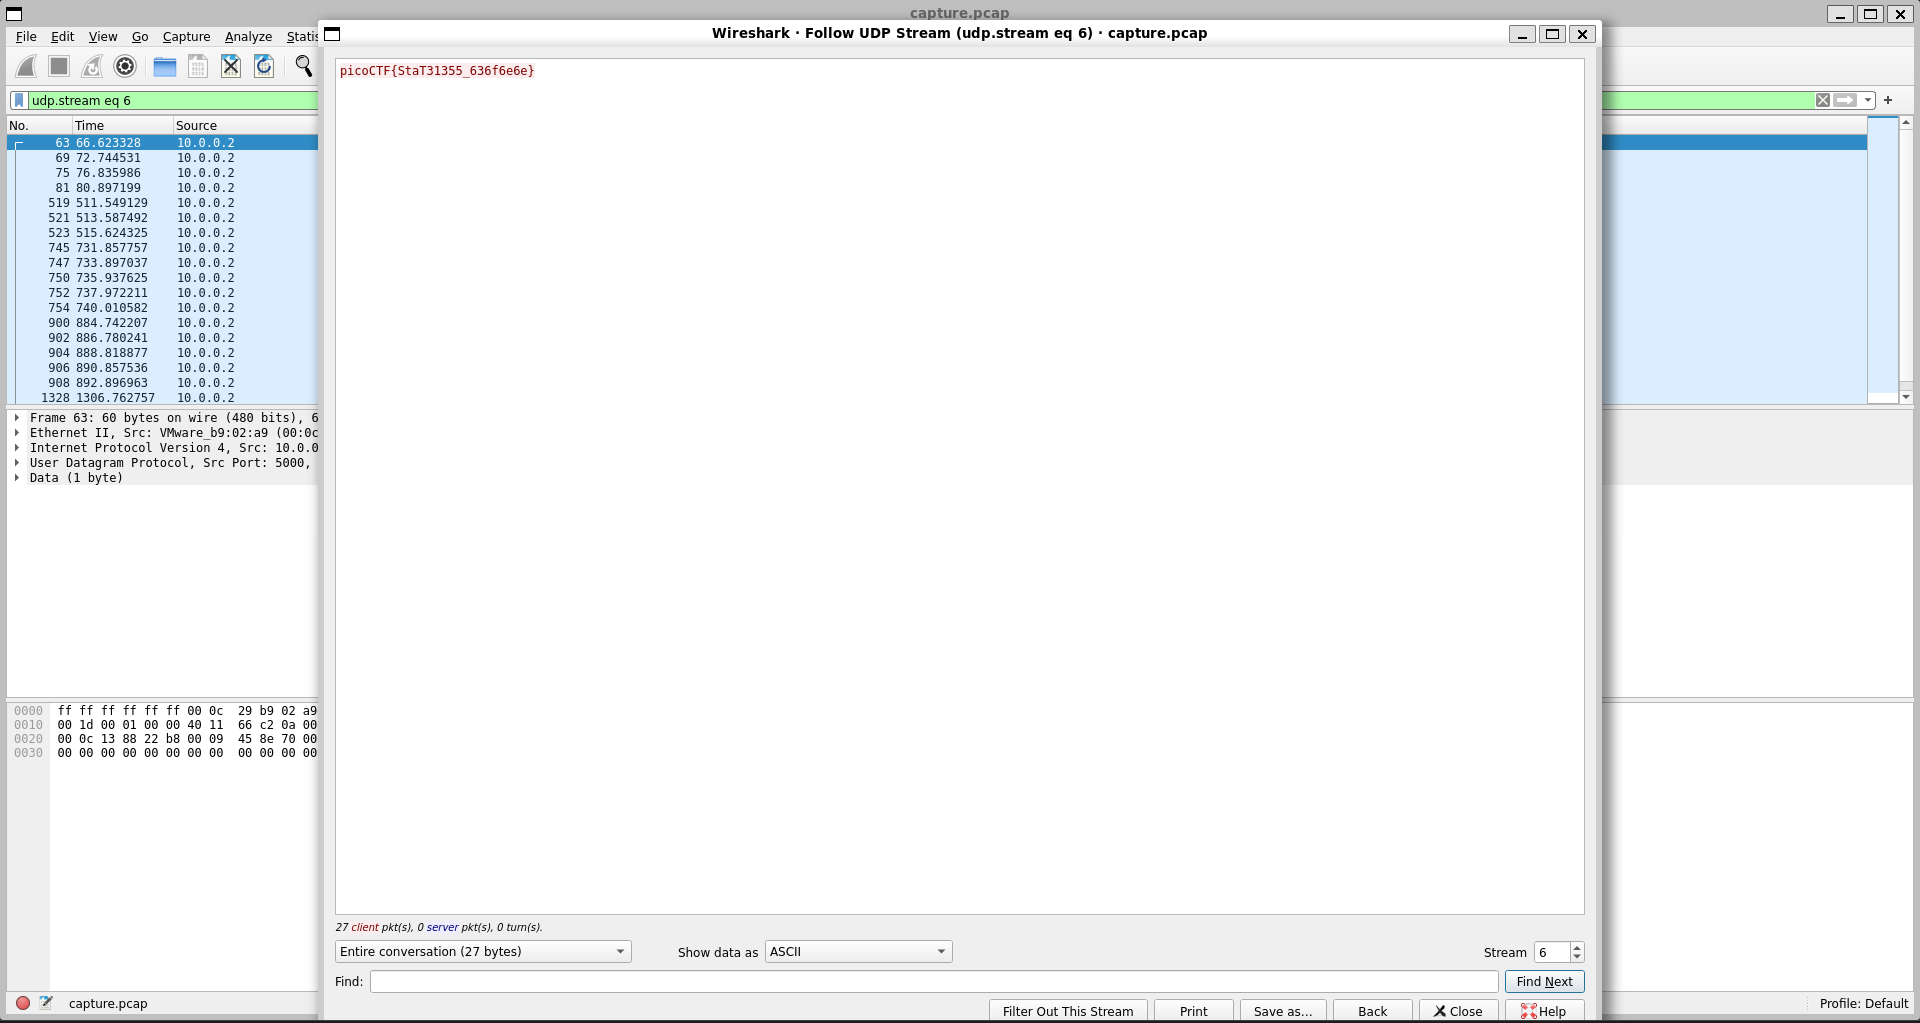 capture.pcap
File Edit View Go Capture Analyze Statis
Wireshark · Follow UDP Stream (udp.stream eq 6) · capture.pcap
udp.stream eq 6
picoCTF{StaT31355_636f6e6e}
No. Time Source
63 66.623328 10.0.0.2
69 72.744531 10.0.0.2
75 76.835986 10.0.0.2
81 80.897199 10.0.0.2
519 511.549129 10.0.0.2
521 513.587492 10.0.0.2
523 515.624325 10.0.0.2
745 731.857757 10.0.0.2
747 733.897037 10.0.0.2
750 735.937625 10.0.0.2
752 737.972211 10.0.0.2
754 740.010582 10.0.0.2
900 884.742207 10.0.0.2
902 886.780241 10.0.0.2
904 888.818877 10.0.0.2
906 890.857536 10.0.0.2
908 892.896963 10.0.0.2
1328 1306.762757 10.0.0.2
Frame 63: 60 bytes on wire (480 bits), 6
Ethernet II, Src: VMware_b9:02:a9 (00:0c
Internet Protocol Version 4, Src: 10.0.0
User Datagram Protocol, Src Port: 5000,
Data (1 byte)
0000 ff ff ff ff ff ff 00 0c 29 b9 02 a9
0010 00 1d 00 01 00 00 40 11 66 c2 0a 00
0020 00 0c 13 88 22 b8 00 09 45 8e 70 00
0030 00 00 00 00 00 00 00 00 00 00 00 00
27 client pkt(s), 0 server pkt(s), 0 turn(s).
Entire conversation (27 bytes) Show data as ASCII Stream 6
Find: Find Next
Filter Out This Stream Print Save as... Back Close Help
capture.pcap Profile: Default